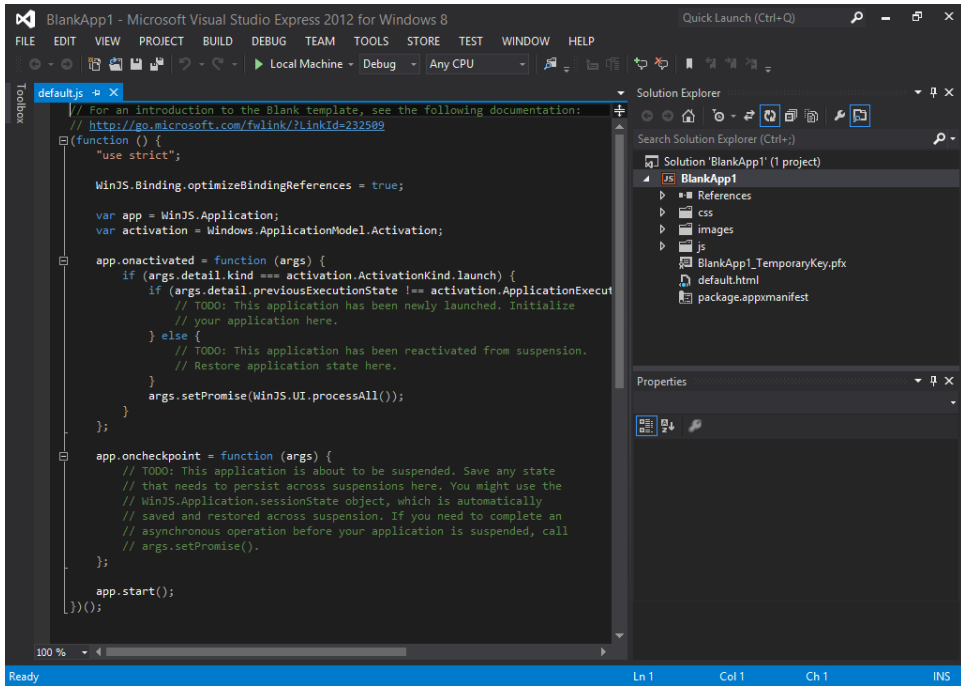 BlankApp1 - Microsoft Visual Studio Express 2012 for Windows 8
Quick Launch (Ctrl+Q)
FILE EDIT VIEW PROJECT BUILD DEBUG TEAM TOOLS STORE TEST WINDOW HELP
Local Machine Debug Any CPU
Toolbox
default.js
// For an introduction to the Blank template, see the following documentation:
// http://go.microsoft.com/fwlink/?LinkId=232509
(function () {
"use strict";
WinJS.Binding.optimizeBindingReferences = true;
var app = WinJS.Application;
var activation = Windows.ApplicationModel.Activation;
app.onactivated = function (args) {
if (args.detail.kind === activation.ActivationKind.launch) {
if (args.detail.previousExecutionState !== activation.ApplicationExecut
// TODO: This application has been newly launched. Initialize
// your application here.
} else {
// TODO: This application has been reactivated from suspension.
// Restore application state here.
}
args.setPromise(WinJS.UI.processAll());
}
};
app.oncheckpoint = function (args) {
// TODO: This application is about to be suspended. Save any state
// that needs to persist across suspensions here. You might use the
// WinJS.Application.sessionState object, which is automatically
// saved and restored across suspension. If you need to complete an
// asynchronous operation before your application is suspended, call
// args.setPromise().
};
app.start();
})();
100 %
Solution Explorer
Search Solution Explorer (Ctrl+;)
Solution 'BlankApp1' (1 project)
JS BlankApp1
References
css
images
js
BlankApp1_TemporaryKey.pfx
default.html
package.appxmanifest
Properties
Ready
Ln 1 Col 1 Ch 1 INS